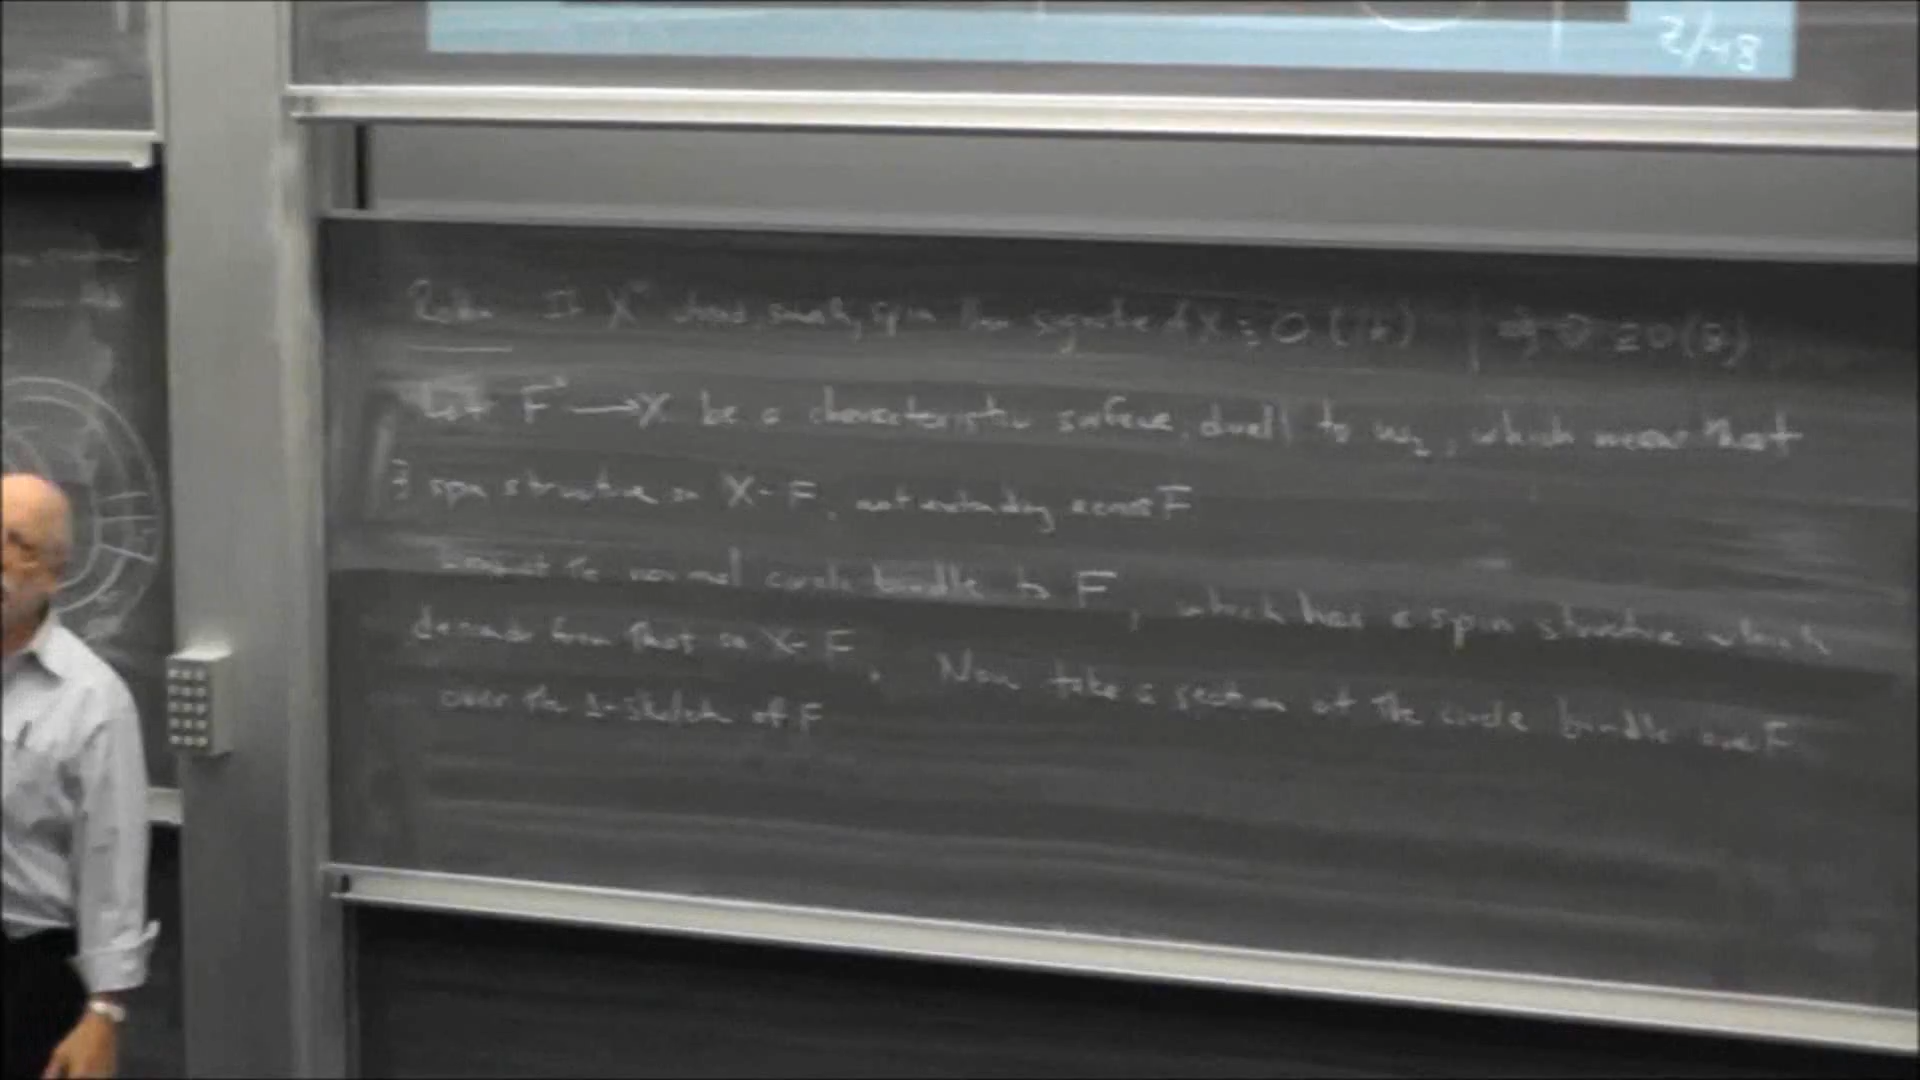 2/48
If X closed, smooth, spin then signature of X ≡ 0 (16) | ≡ 0 (8)
Let F² → X be a characteristic surface, dual to w₂, which means that
∃ spin structure on X - F, not extending across F
the normal circle bundle to F, which has a spin structure which
descends from that on X - F. Now take a section of the circle bundle over F
over the 1-skeleton of F